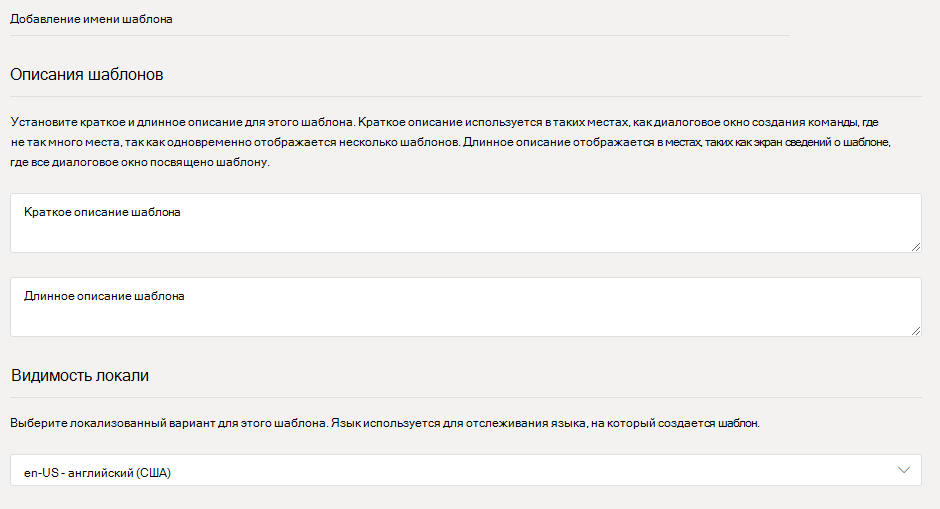 Добавление имени шаблона
Описания шаблонов
Установите краткое и длинное описание для этого шаблона. Краткое описание используется в таких местах, как диалоговое окно создания команды, где
не так много места, так как одновременно отображается несколько шаблонов. Длинное описание отображается в местах, таких как экран сведений о шаблоне,
где все диалоговое окно посвящено шаблону.
Краткое описание шаблона
Длинное описание шаблона
Видимость локали
Выберите локализованный вариант для этого шаблона. Язык используется для отслеживания языка, на который создается шаблон.
en-US - английский (США)